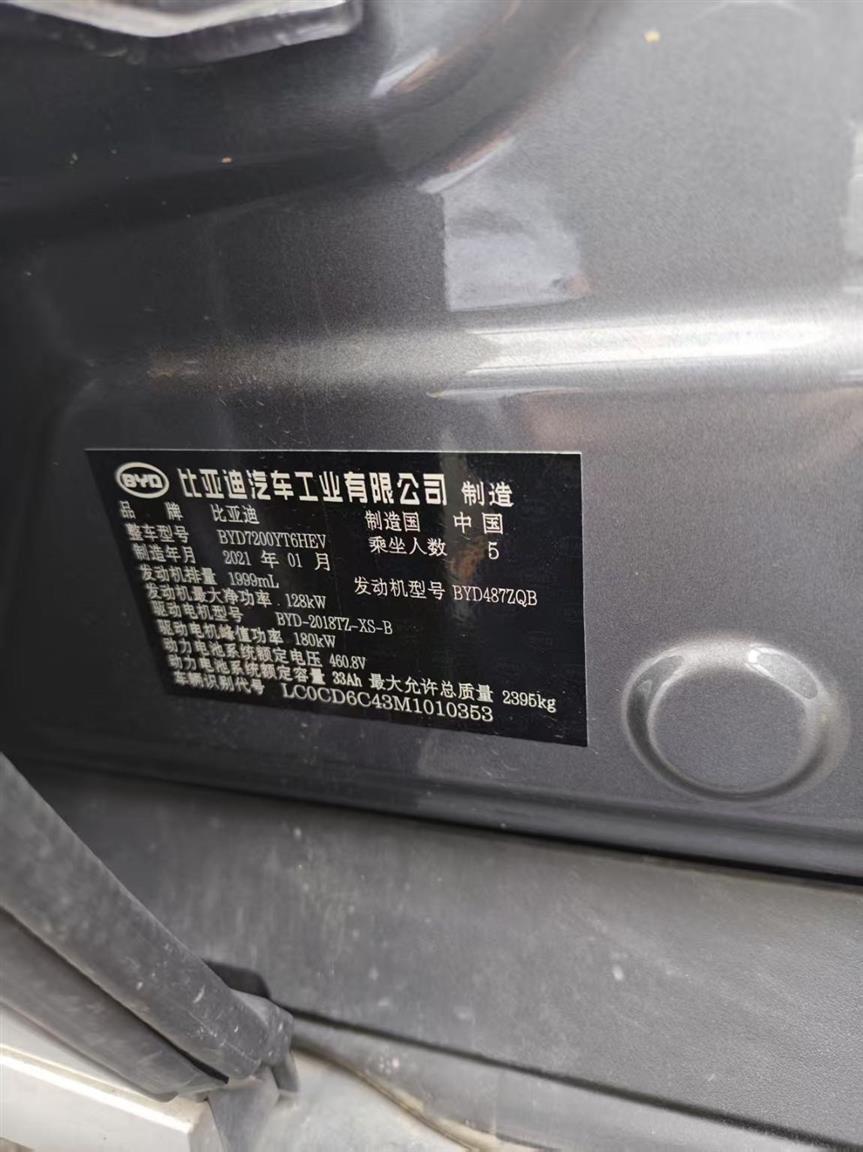 BYD 比亚迪汽车工业有限公司 制造
品牌 比亚迪 制造国 中国
整车型号 BYD7200YT6HEV 乘坐人数 5
制造年月 2021 年 01 月
发动机排量 1999mL 发动机型号 BYD487ZQB
发动机最大净功率 128kW
驱动电机型号 BYD-2018TZ-XS-B
驱动电机峰值功率 180kW
动力电池系统额定电压 460.8V
动力电池系统额定容量 33Ah 最大允许总质量 2395kg
车辆识别代号 LC0CD6C43M1010353